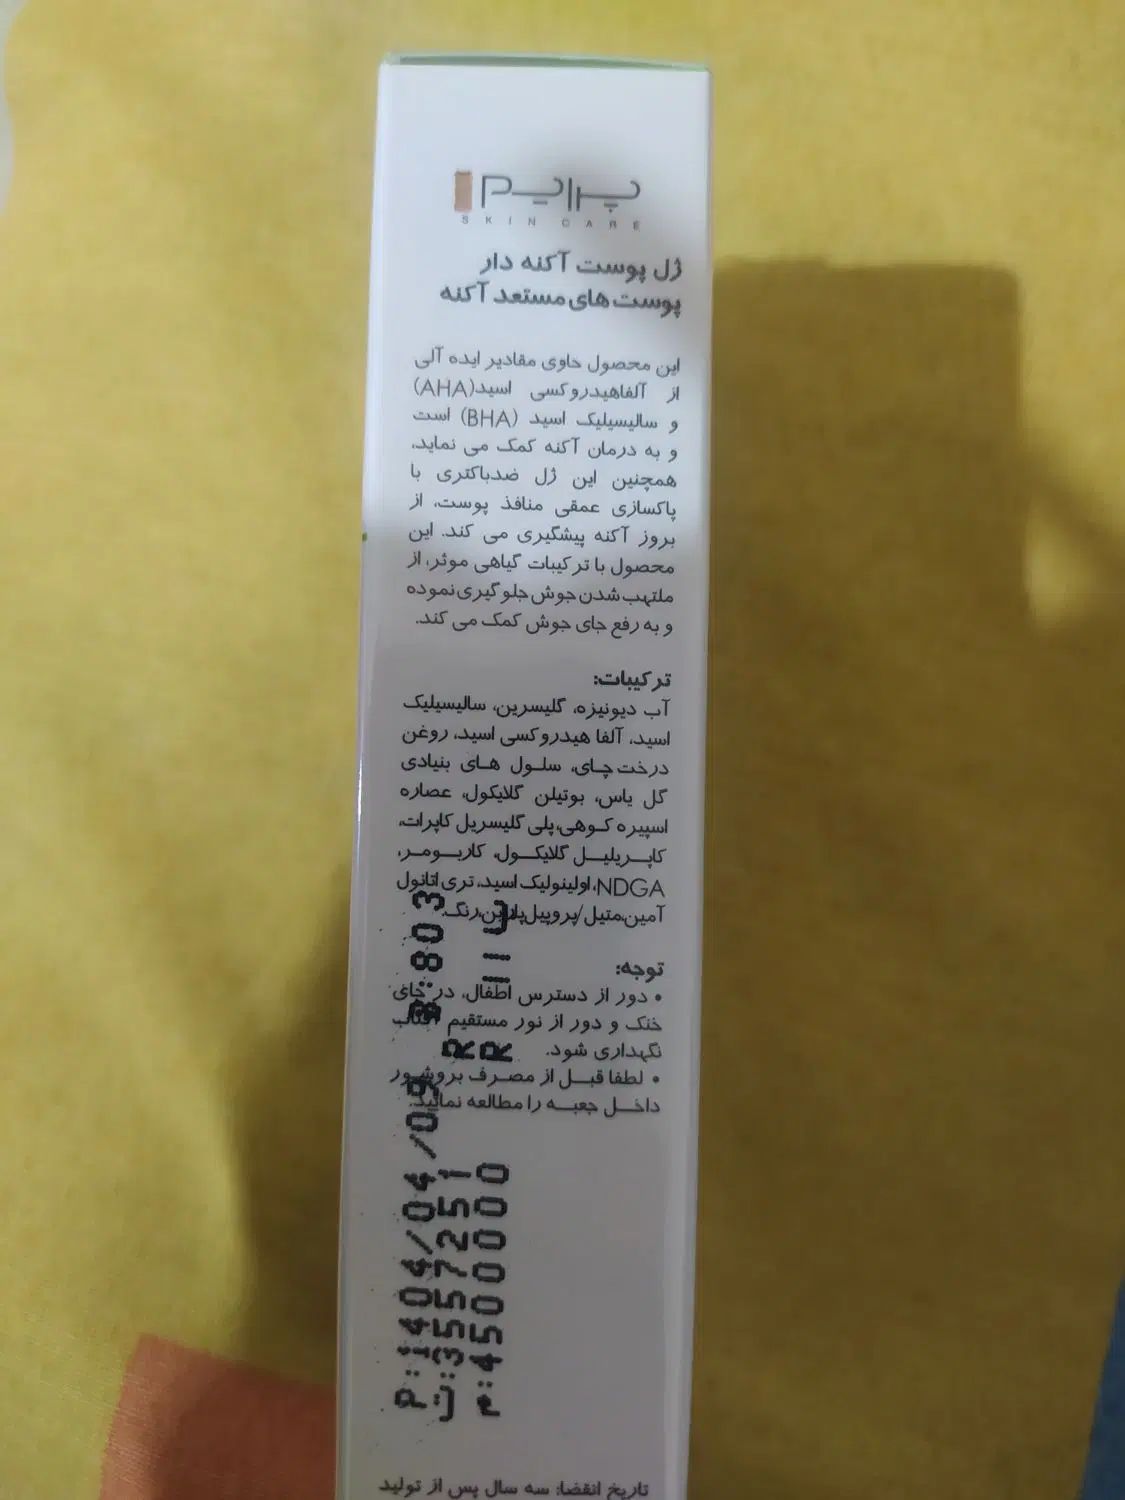 پرایم
SKIN CARE
ژل پوست آکنه دار
پوست های مستعد آکنه
این محصول حاوی مقادیر ایده آلی
از آلفاهیدروکسی اسید(AHA)
و سالیسیلیک اسید (BHA) است
و به درمان آکنه کمک می نماید،
همچنین این ژل ضدباکتری با
پاکسازی عمقی منافذ پوست، از
بروز آکنه پیشگیری می کند. این
محصول با ترکیبات گیاهی موثر، از
ملتهب شدن جوش جلوگیری نموده
و به رفع جای جوش کمک می کند.
ترکیبات:
آب دیونیزه، گلیسرین، سالیسیلیک
اسید، آلفا هیدروکسی اسید، روغن
درخت چای، سلول های بنیادی
گل یاس، بوتیلن گلایکول، عصاره
اسپیره کوهی،پلی گلیسریل کاپرات،
کاپریلیل گلایکول، کاربومر،
NDGA،اولینولیک اسید، تری اتانول
آمین،متیل/پروپیل پارابن،رنگ.
توجه:
• دور از دسترس اطفال، در جای
خنک و دور از نور مستقیم آفتاب
نگهداری شود.
• لطفا قبل از مصرف بروشور
داخل جعبه را مطالعه نمائید.
P:1404/04/09 B:803
ل:3557251 RR
م:4500000
تاریخ انقضا: سه سال پس از تولید